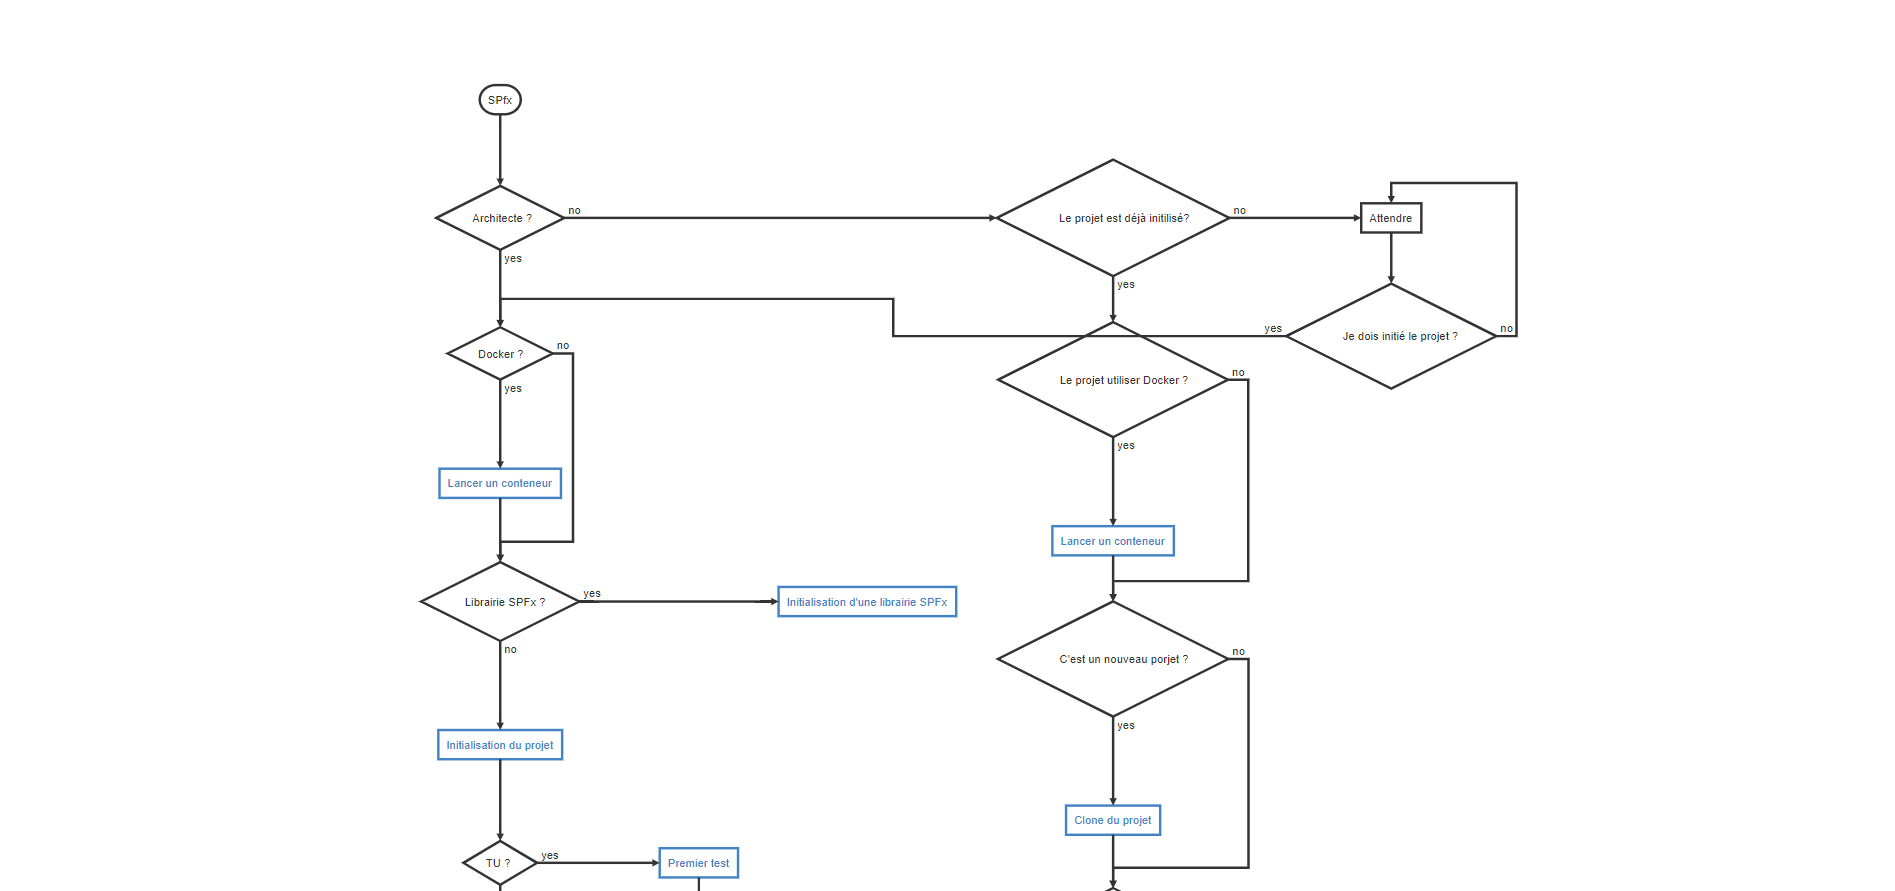 SPfx
Architecte ?
no
Le projet est déjà initilisé?
no
Attendre
yes
yes
Docker ?
no
yes
Je dois initié le projet ?
no
yes
Le projet utiliser Docker ?
no
yes
yes
Lancer un conteneur
Lancer un conteneur
Librairie SPFx ?
yes
Initialisation d'une librairie SPFx
no
C'est un nouveau porjet ?
no
yes
Initialisation du projet
Clone du projet
TU ?
yes
Premier test